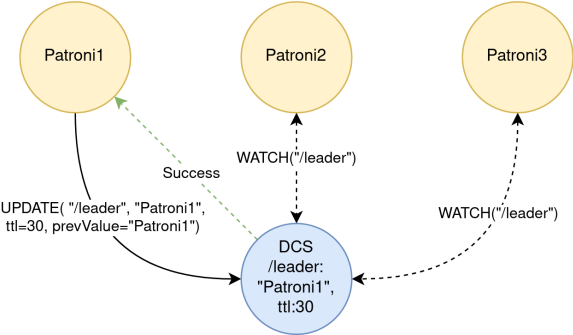 Patroni1
Patroni2
Patroni3
WATCH("/leader")
Success
UPDATE( "/leader", "Patroni1",
ttl=30, prevValue="Patroni1")
WATCH("/leader")
DCS
/leader:
"Patroni1",
ttl:30